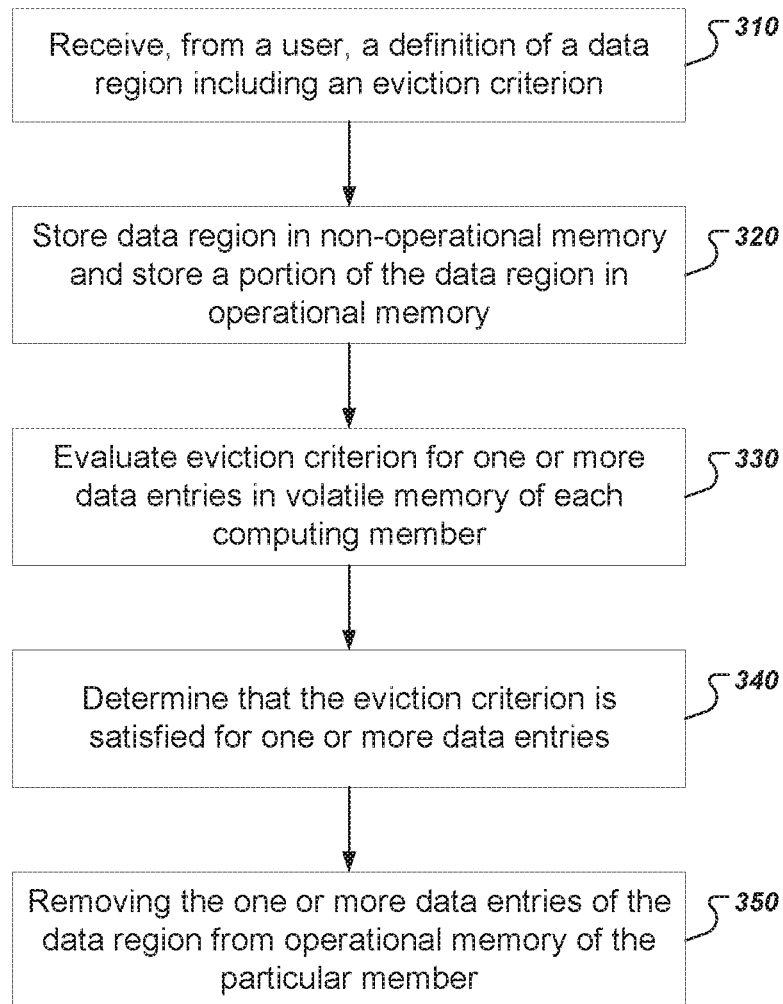 Receive, from a user, a definition of a data
region including an eviction criterion
310
Store data region in non-operational memory
and store a portion of the data region in
operational memory
320
Evaluate eviction criterion for one or more
data entries in volatile memory of each
computing member
330
Determine that the eviction criterion is
satisfied for one or more data entries
340
Removing the one or more data entries of the
data region from operational memory of the
particular member
350